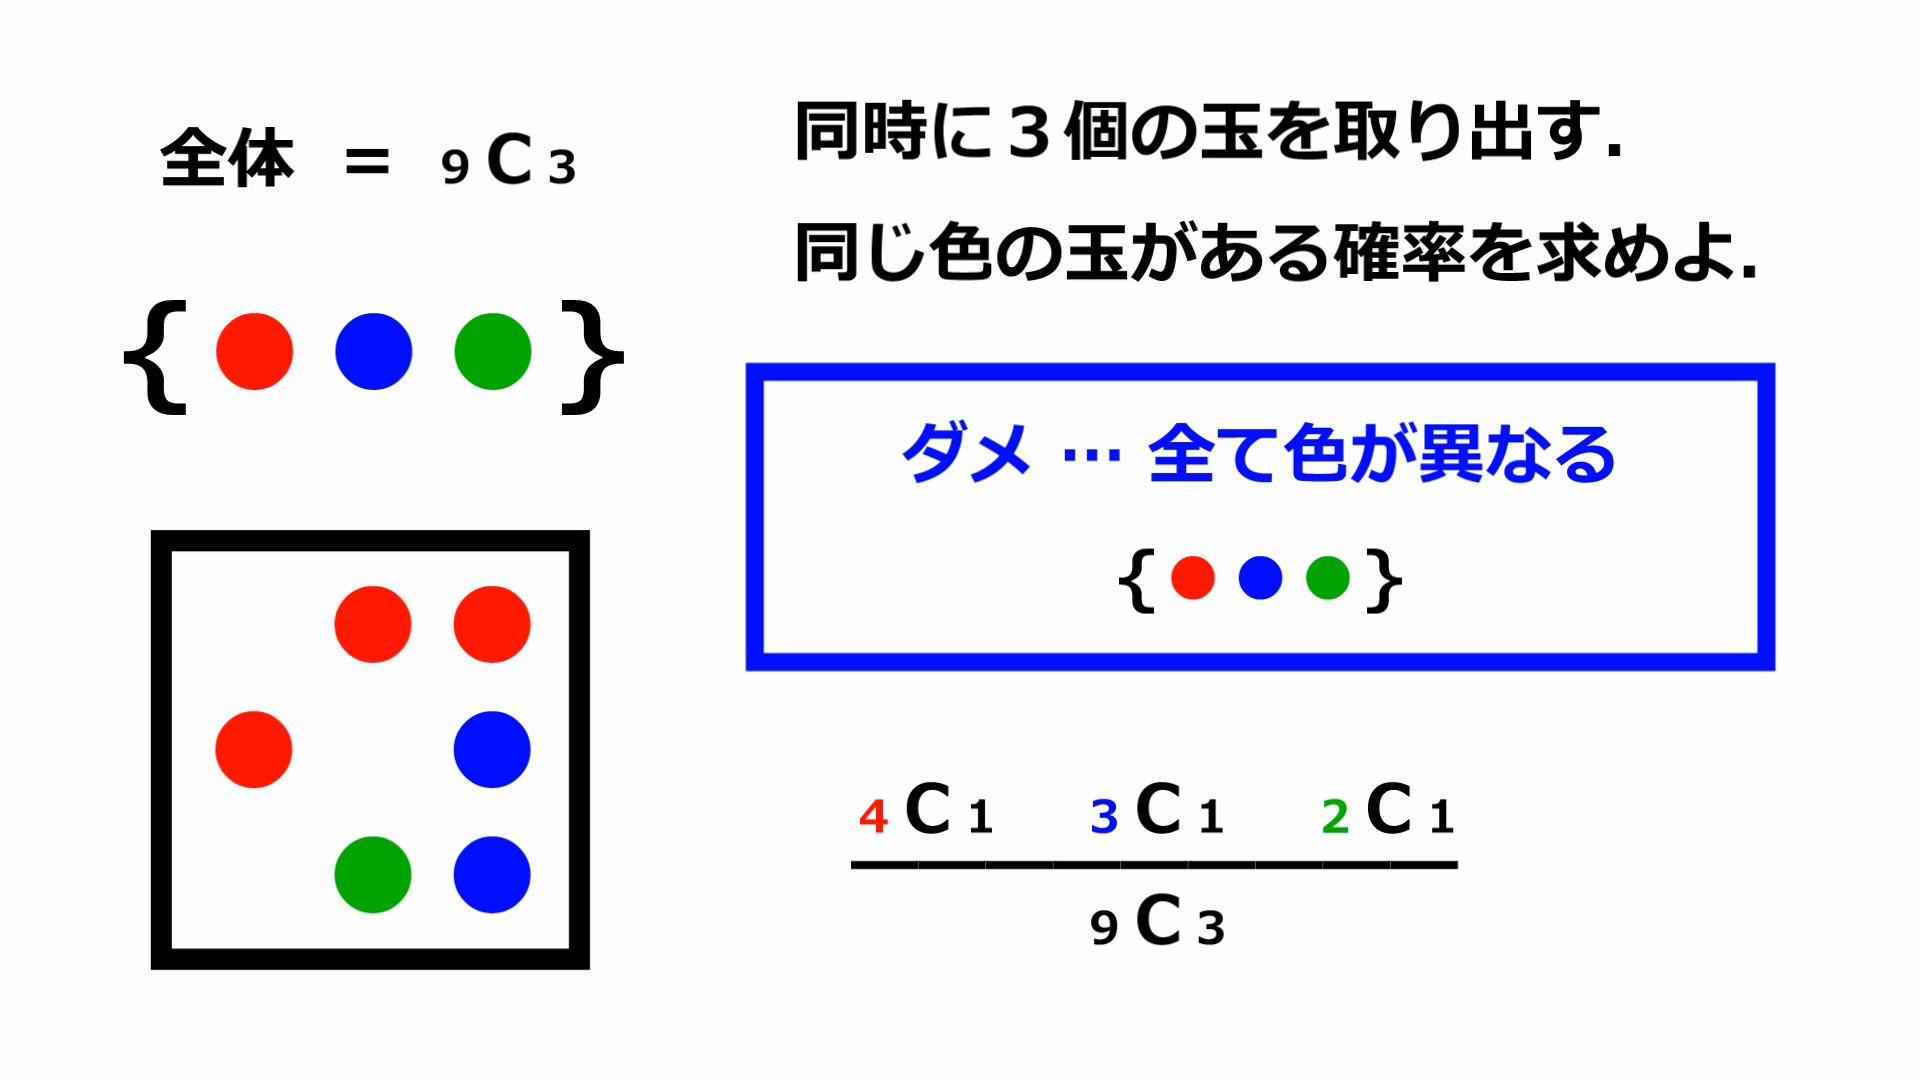 全体 = ₉C₃
同時に3個の玉を取り出す.
同じ色の玉がある確率を求めよ.
{ }
ダメ … 全て色が異なる
{ }
₄C₁ ₃C₁ ₂C₁
₉C₃